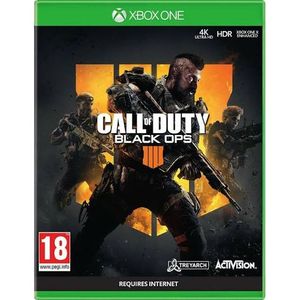 XBOX ONE
4K
ULTRA HD
HDR
XBOX ONE X
ENHANCED
CALL OF DUTY
BLACK OPS
IIII
18
www.pegi.info
TREYARCH
ACTIVISION
REQUIRES INTERNET